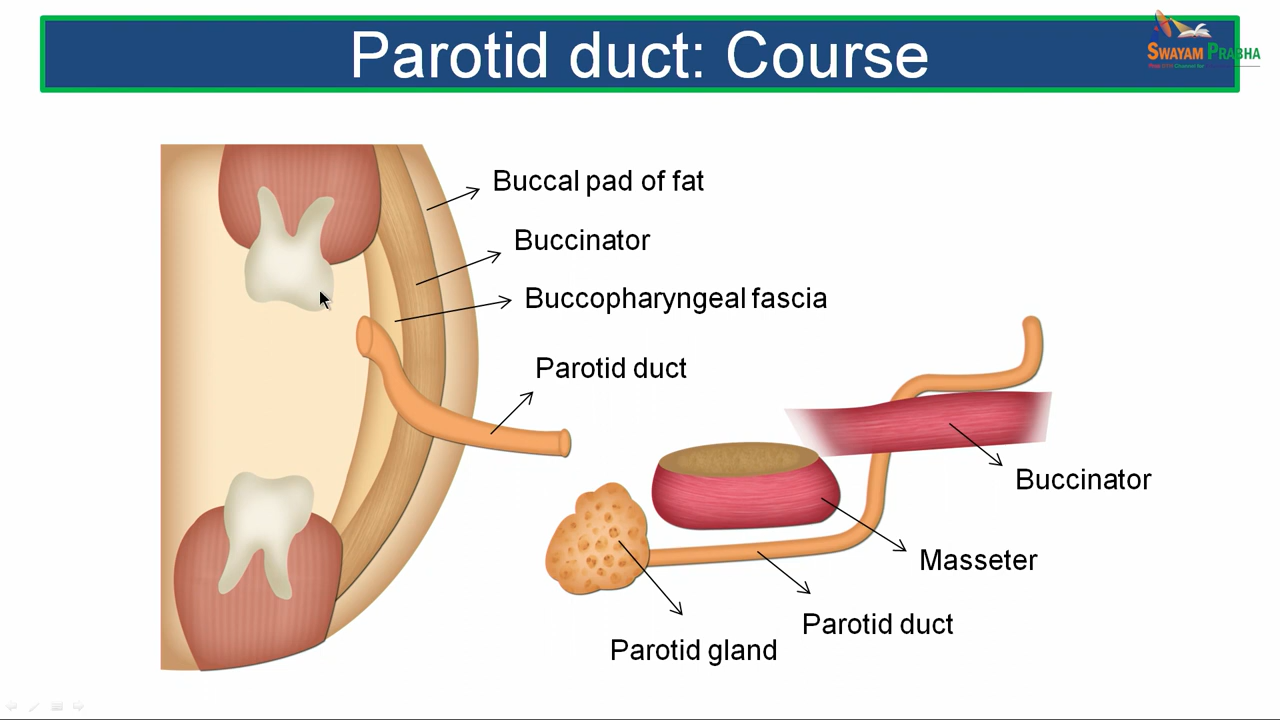 Parotid duct: Course
SWAYAM PRABHA
Buccal pad of fat
Buccinator
Buccopharyngeal fascia
Parotid duct
Buccinator
Masseter
Parotid duct
Parotid gland